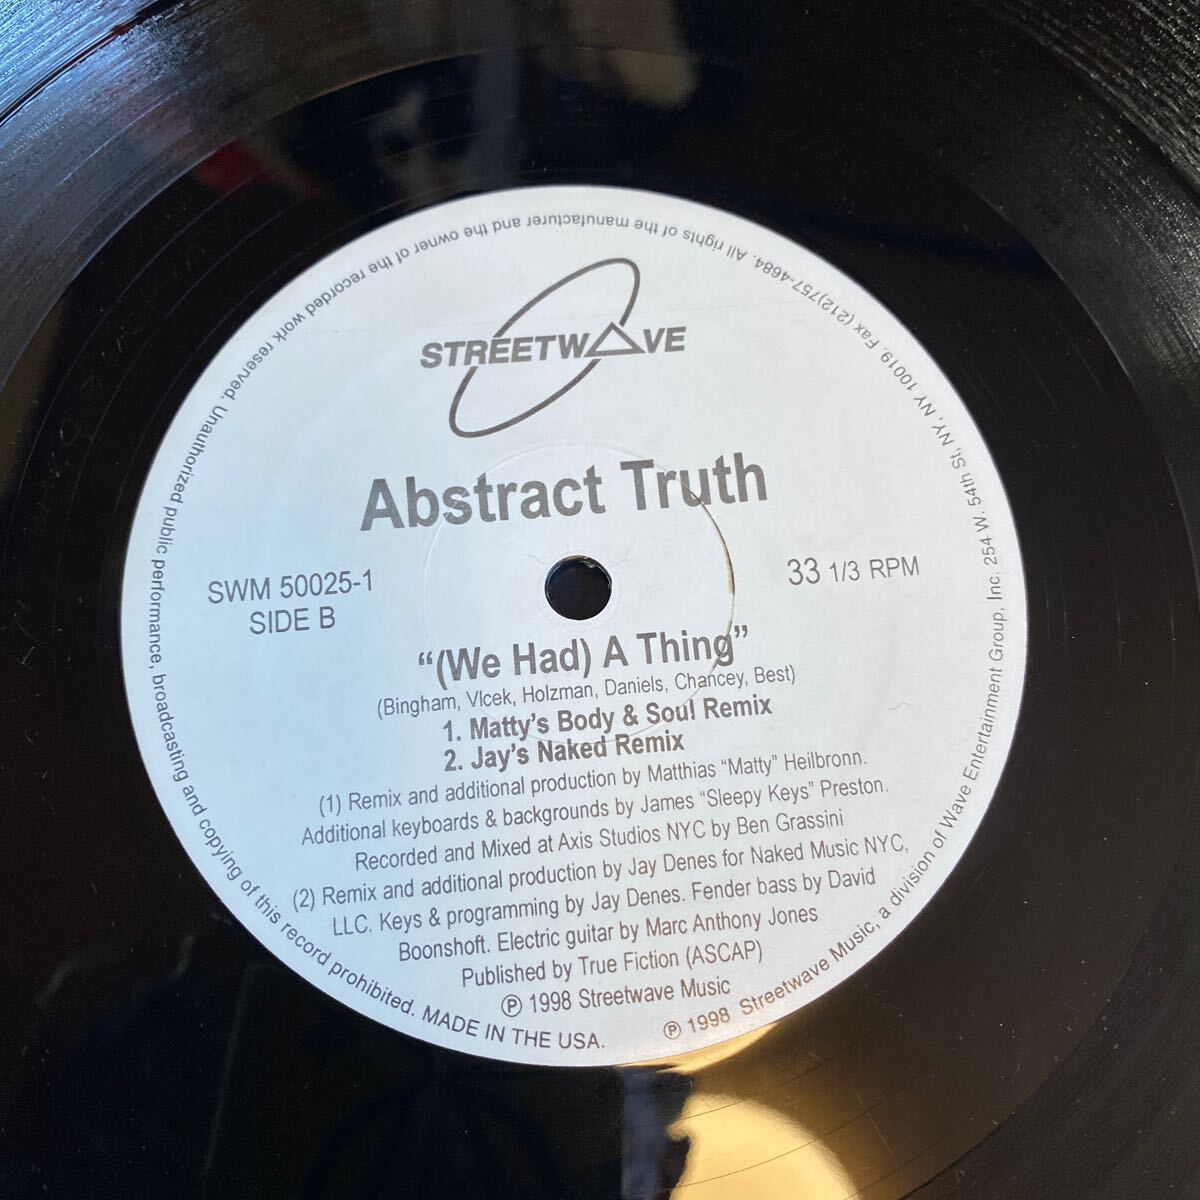 STREETWAVE
Abstract Truth
SWM 50025-1
SIDE B
33 1/3 RPM
“(We Had) A Thing”
(Bingham, Vlcek, Holzman, Daniels, Chancey, Best)
1. Matty's Body & Soul Remix
2. Jay's Naked Remix
(1) Remix and additional production by Matthias “Matty” Heilbronn.
Additional keyboards & backgrounds by James “Sleepy Keys” Preston.
Recorded and Mixed at Axis Studios NYC by Ben Grassini
(2) Remix and additional production by Jay Denes for Naked Music NYC,
LLC. Keys & programming by Jay Denes. Fender bass by David
Boonshoft. Electric guitar by Marc Anthony Jones
Published by True Fiction (ASCAP)
℗ 1998 Streetwave Music
℗ 1998 Streetwave Music, a division of Wave Entertainment Group, Inc. 254 W. 54th St, NY, NY 10019. Fax (212)757-4684. All rights of the manufacturer and the owner of the recorded work reserved. Unauthorized public performance, broadcasting and copying of this record prohibited. MADE IN THE USA.